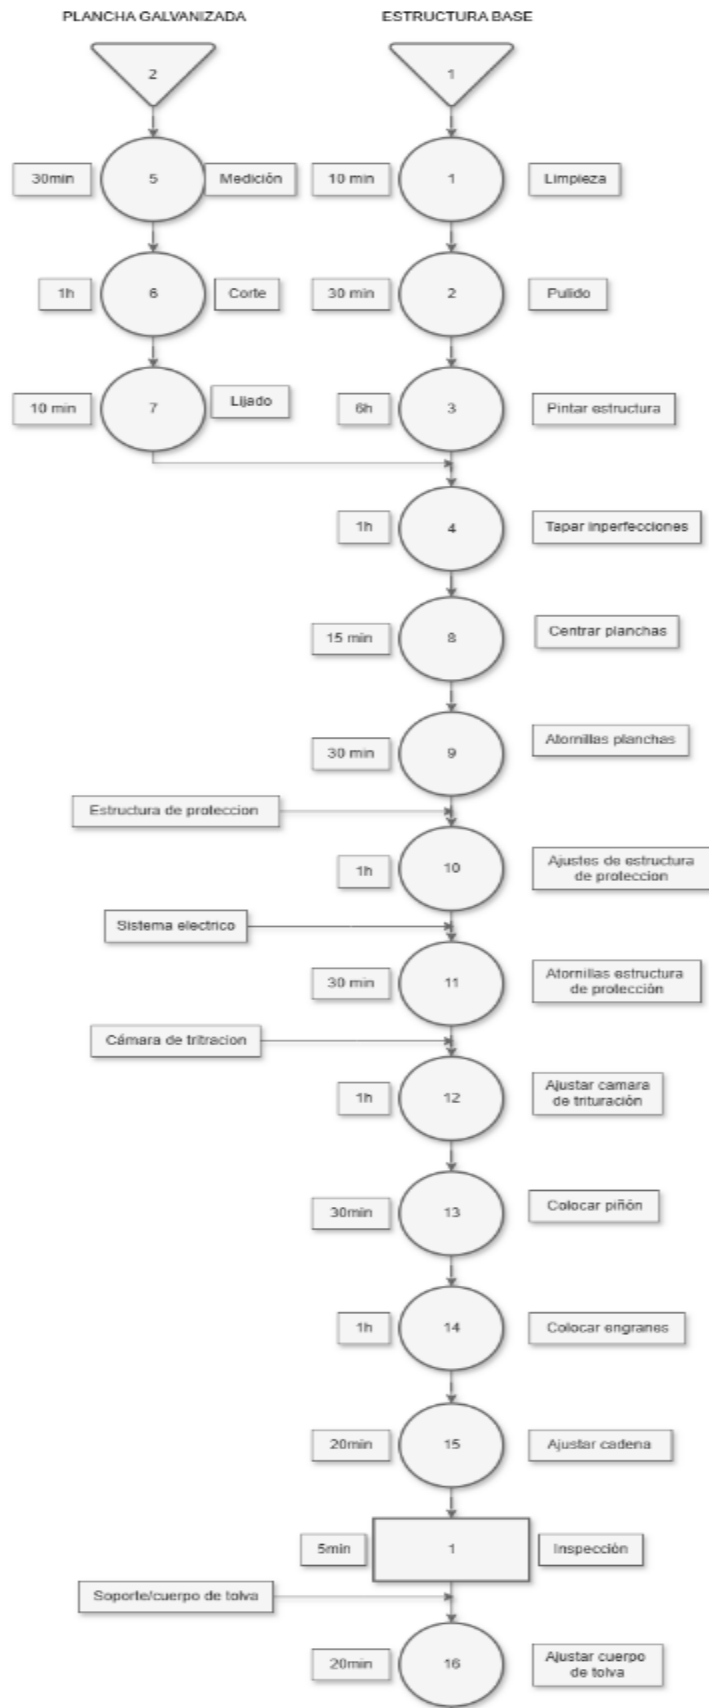 PLANCHA GALVANIZADA
ESTRUCTURA BASE
2
1
30min
5
Medición
10 min
1
Limpieza
1h
6
Corte
30 min
2
Pulido
10 min
7
Lijado
6h
3
Pintar estructura
1h
4
Tapar inperfecciones
15 min
8
Centrar planchas
30 min
9
Atornillas planchas
Estructura de proteccion
1h
10
Ajustes de estructura
de proteccion
Sistema electrico
30 min
11
Atornillas estructura
de protección
Cámara de tritracion
1h
12
Ajustar camara
de trituración
30min
13
Colocar piñón
1h
14
Colocar engranes
20min
15
Ajustar cadena
5min
1
Inspección
Soporte/cuerpo de tolva
20min
16
Ajustar cuerpo
de tolva